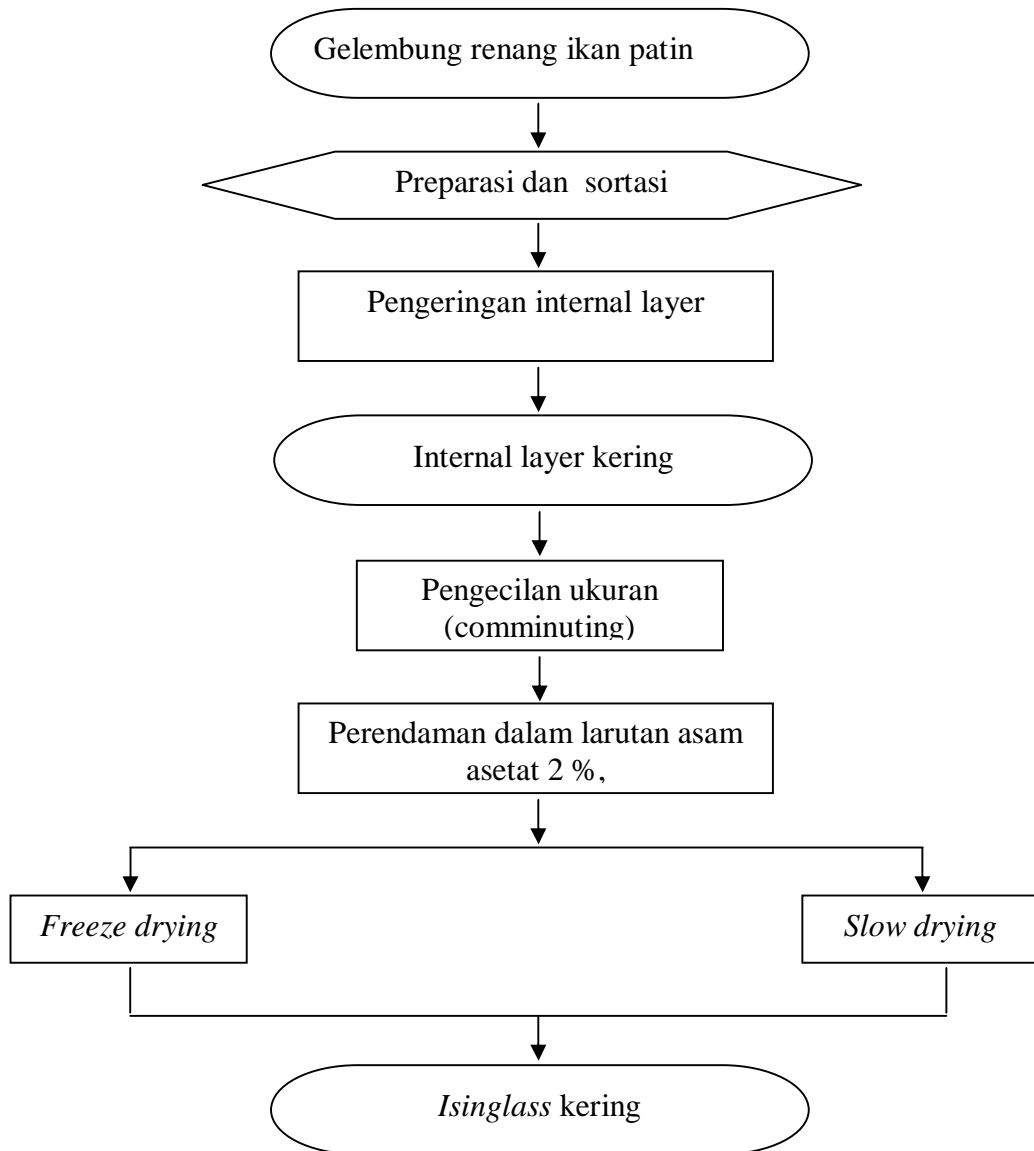 Gelembung renang ikan patin
Preparasi dan sortasi
Pengeringan internal layer
Internal layer kering
Pengecilan ukuran
(comminuting)
Perendaman dalam larutan asam
asetat 2 %,
Freeze drying
Slow drying
Isinglass kering